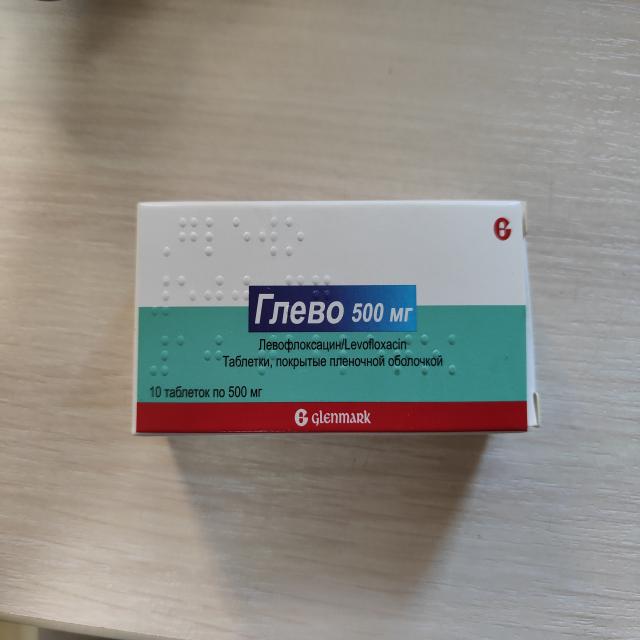 Глево 500 мг
Левофлоксацин/Levofloxacin
Таблетки, покрытые пленочной оболочкой
10 таблеток по 500 мг
glenmark